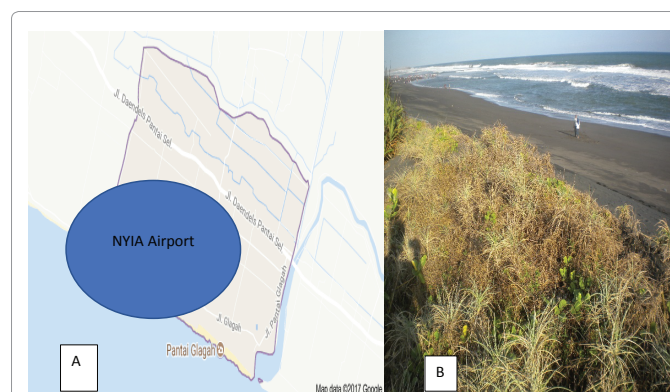 Jl. Daendels Pantai Sel.
NYIA Airport
Jl. Daendels Pantai Sel.
Jl. Pantai Glagah
Jl. Glagah
Pantai Glagah
A
Map data ©2017 Google
B